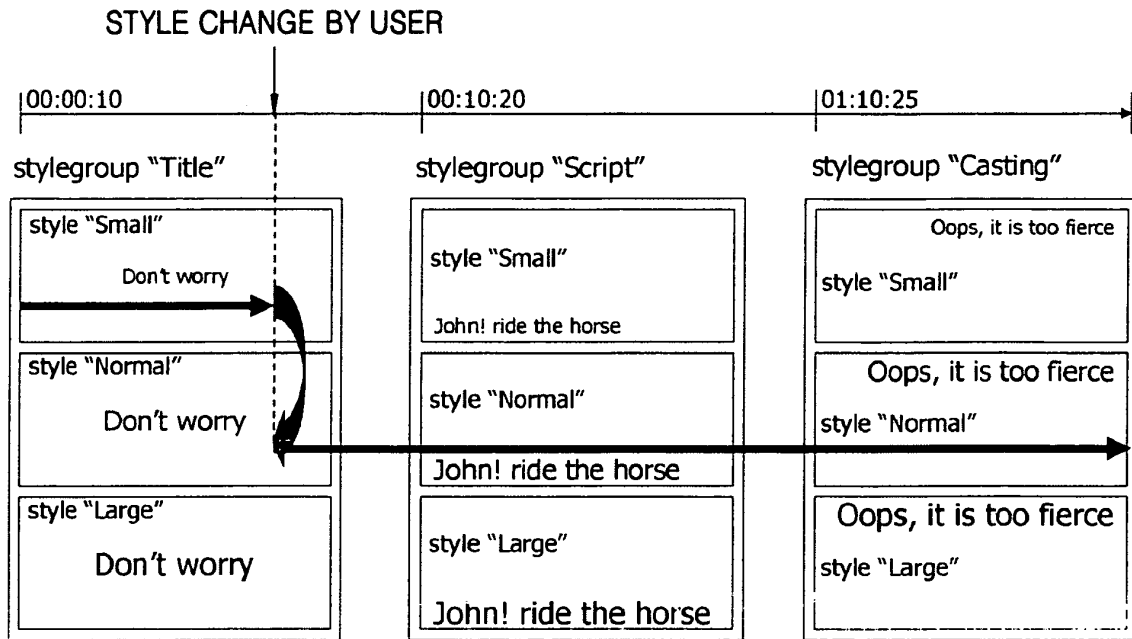 STYLE CHANGE BY USER
00:00:10
00:10:20
01:10:25
stylegroup "Title"
stylegroup "Script"
stylegroup "Casting"
style "Small"
Don't worry
style "Normal"
Don't worry
style "Large"
Don't worry
style "Small"
John! ride the horse
style "Normal"
John! ride the horse
style "Large"
John! ride the horse
Oops, it is too fierce
style "Small"
Oops, it is too fierce
style "Normal"
Oops, it is too fierce
style "Large"